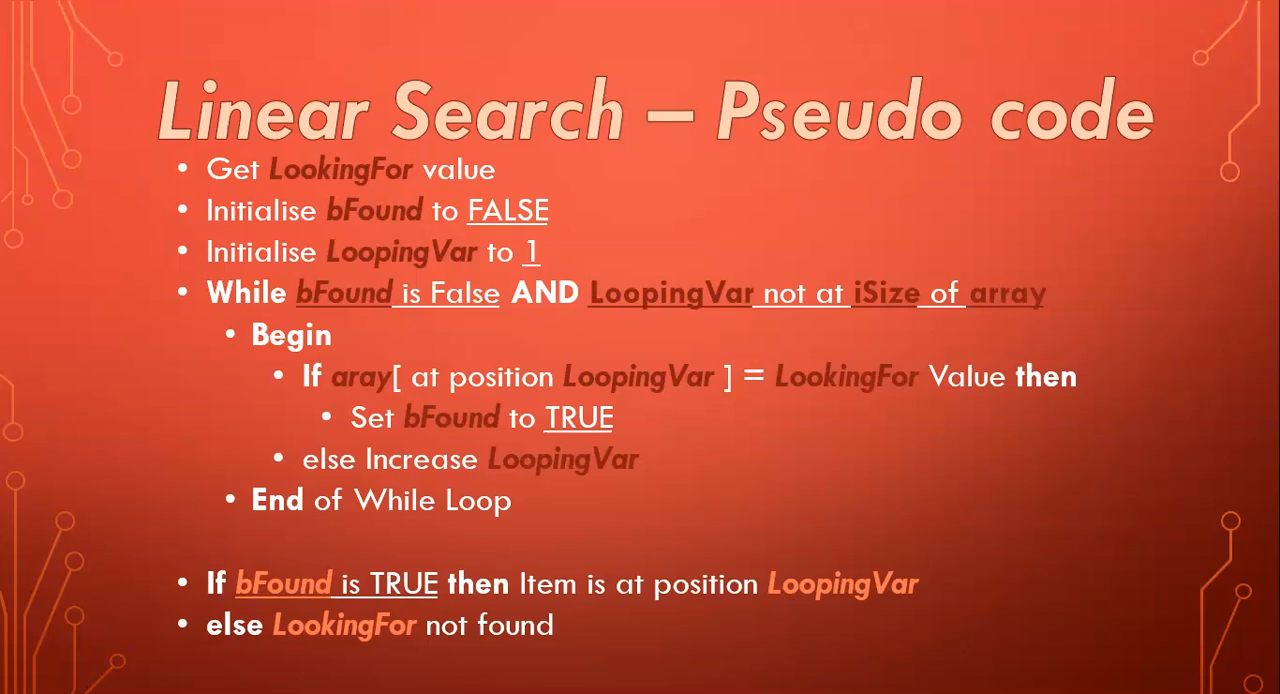 Linear Search – Pseudo code
• Get LookingFor value
• Initialise bFound to FALSE
• Initialise LoopingVar to 1
• While bFound is False AND LoopingVar not at iSize of array
• Begin
• If aray[ at position LoopingVar ] = LookingFor Value then
• Set bFound to TRUE
• else Increase LoopingVar
• End of While Loop
• If bFound is TRUE then Item is at position LoopingVar
• else LookingFor not found